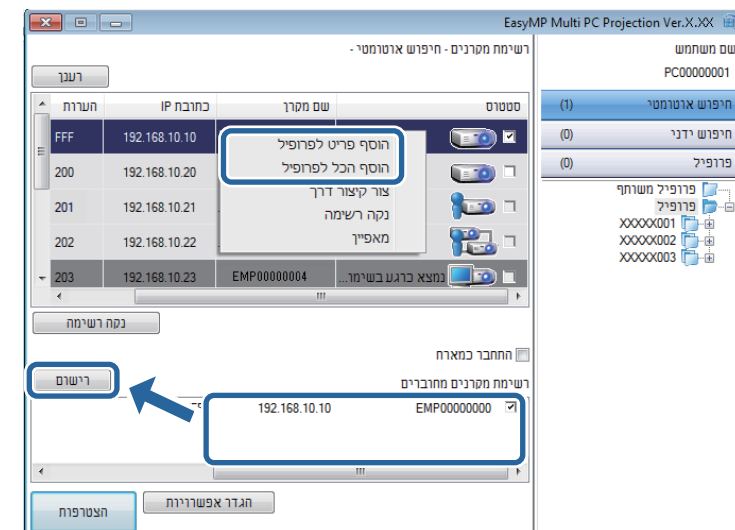 EasyMP Multi PC Projection Ver.X.XX
שם משתמש
PC00000001
חיפוש אוטומטי (1)
חיפוש ידני (0)
פרופיל (0)
פרופיל משותף
פרופיל
XXXXX001
XXXXX002
XXXXX003
רשימת מקרנים - חיפוש אוטומטי -
רענן
סטטוס שם מקרן כתובת IP הערות
192.168.10.10 FFF
192.168.10.20 200
192.168.10.21 201
192.168.10.22 202
נמצא כרגע בשימו... EMP00000004 192.168.10.23 203
הוסף פריט לפרופיל
הוסף הכל לפרופיל
צור קיצור דרך
נקה רשימה
מאפיין
נקה רשימה
התחבר כמארח
רישום
רשימת מקרנים מחוברים
EMP00000000 192.168.10.10
הגדר אפשרויות
הצטרפות